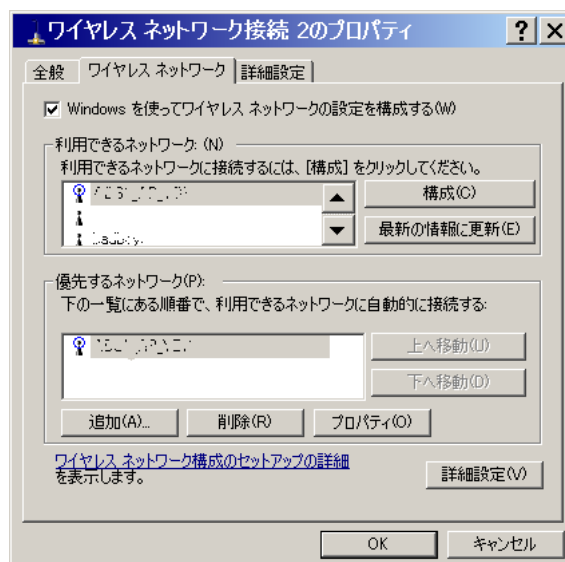 ワイヤレス ネットワーク接続 2のプロパティ
全般 ワイヤレス ネットワーク 詳細設定
Windows を使ってワイヤレス ネットワークの設定を構成する(W)
利用できるネットワーク: (N)
利用できるネットワークに接続するには、[構成] をクリックしてください。
構成(C)
最新の情報に更新(E)
優先するネットワーク(P):
下の一覧にある順番で、利用できるネットワークに自動的に接続する:
上へ移動(U)
下へ移動(D)
追加(A)... 削除(R) プロパティ(O)
ワイヤレス ネットワーク構成のセットアップの詳細
を表示します。
詳細設定(V)
OK キャンセル